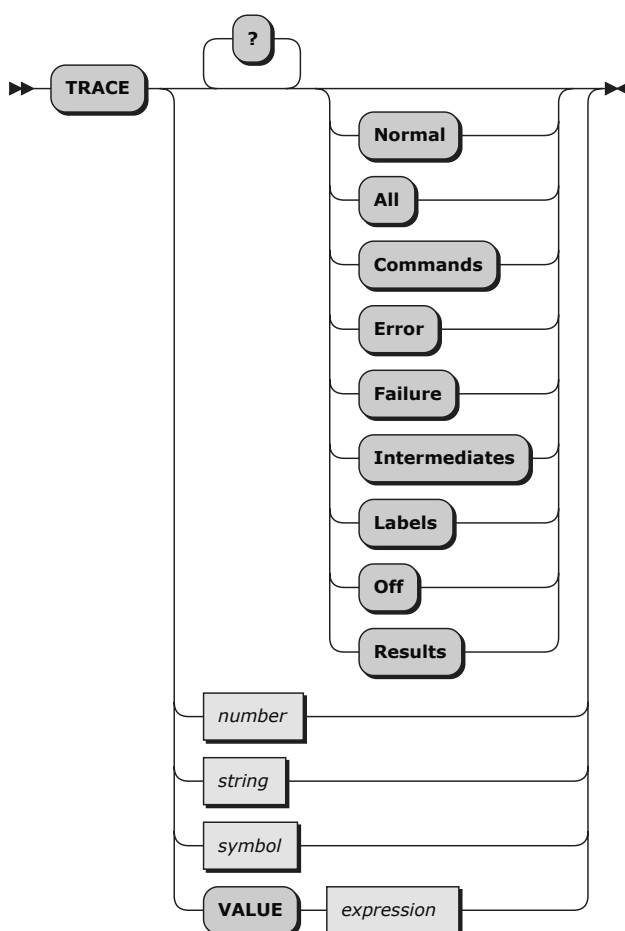 ?
TRACE
Normal
All
Commands
Error
Failure
Intermediates
Labels
Off
Results
number
string
symbol
VALUE expression